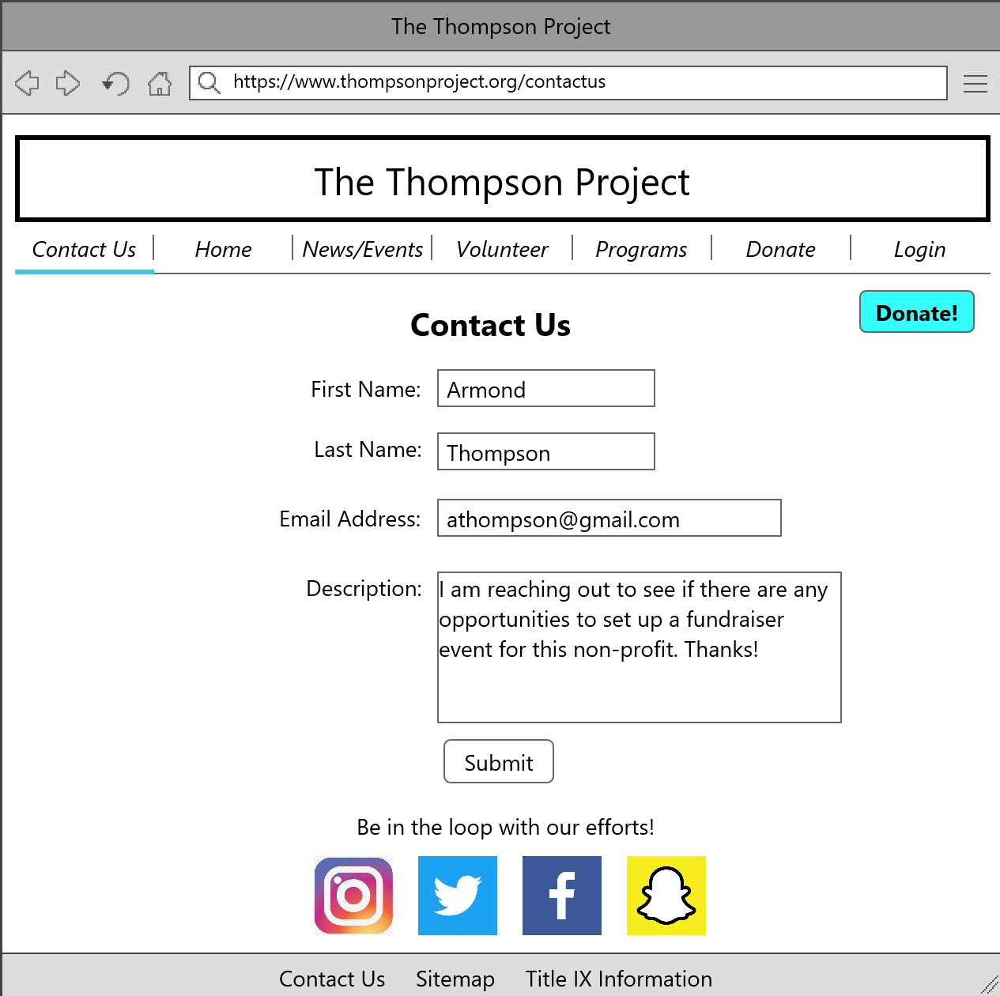 The Thompson Project
https://www.thompsonproject.org/contactus
The Thompson Project
Contact Us Home News/Events Volunteer Programs Donate Login
Donate!
Contact Us
First Name: Armond
Last Name: Thompson
Email Address: athompson@gmail.com
Description: I am reaching out to see if there are any
opportunities to set up a fundraiser
event for this non-profit. Thanks!
Submit
Be in the loop with our efforts!
Contact Us Sitemap Title IX Information